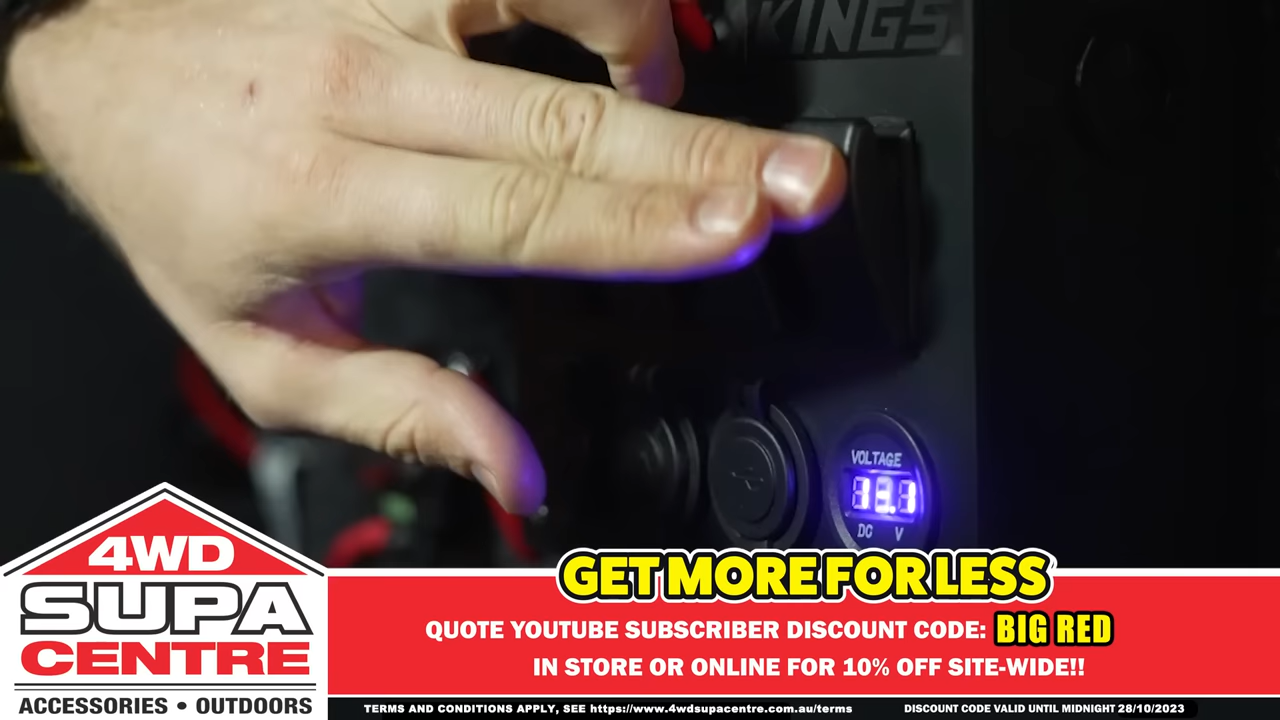 KINGS
VOLTAGE
13.1
DC V
GET MORE FOR LESS
4WD
SUPA
CENTRE
ACCESSORIES • OUTDOORS
QUOTE YOUTUBE SUBSCRIBER DISCOUNT CODE: BIG RED
IN STORE OR ONLINE FOR 10% OFF SITE-WIDE!!
TERMS AND CONDITIONS APPLY, SEE https://www.4wdsupacentre.com.au/terms
DISCOUNT CODE VALID UNTIL MIDNIGHT 28/10/2023